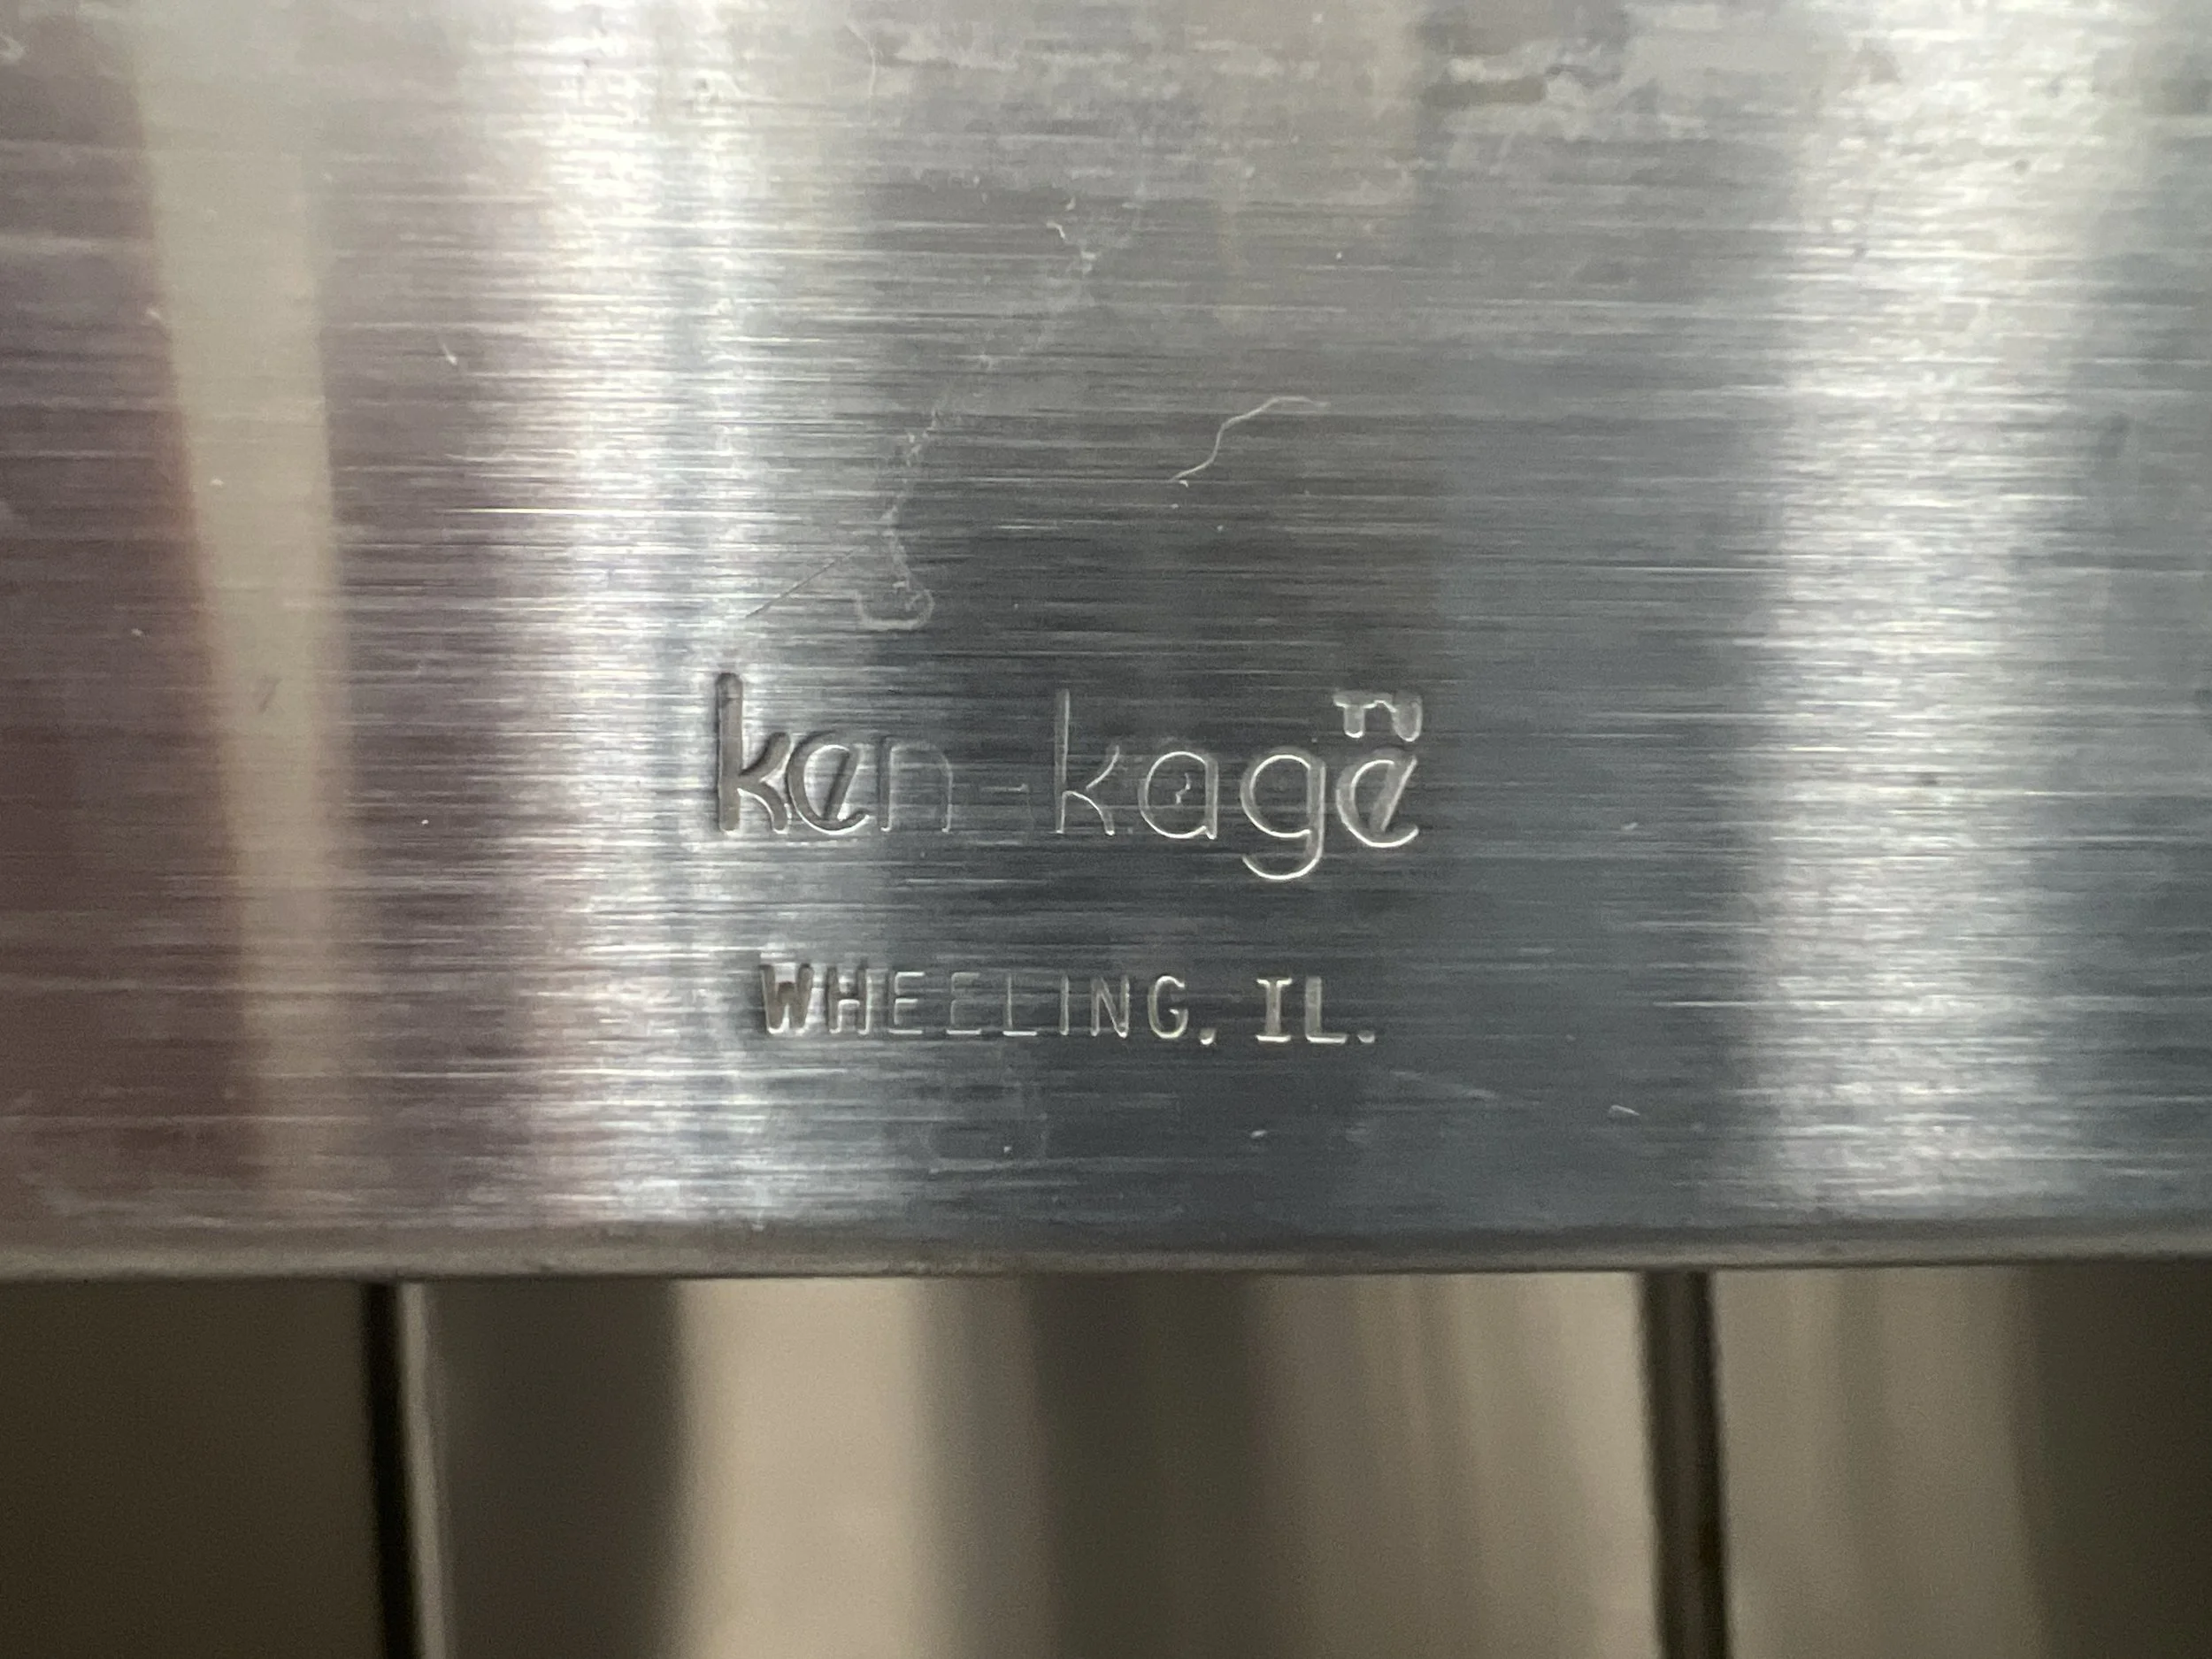 ken kage™
WHEELING, IL.